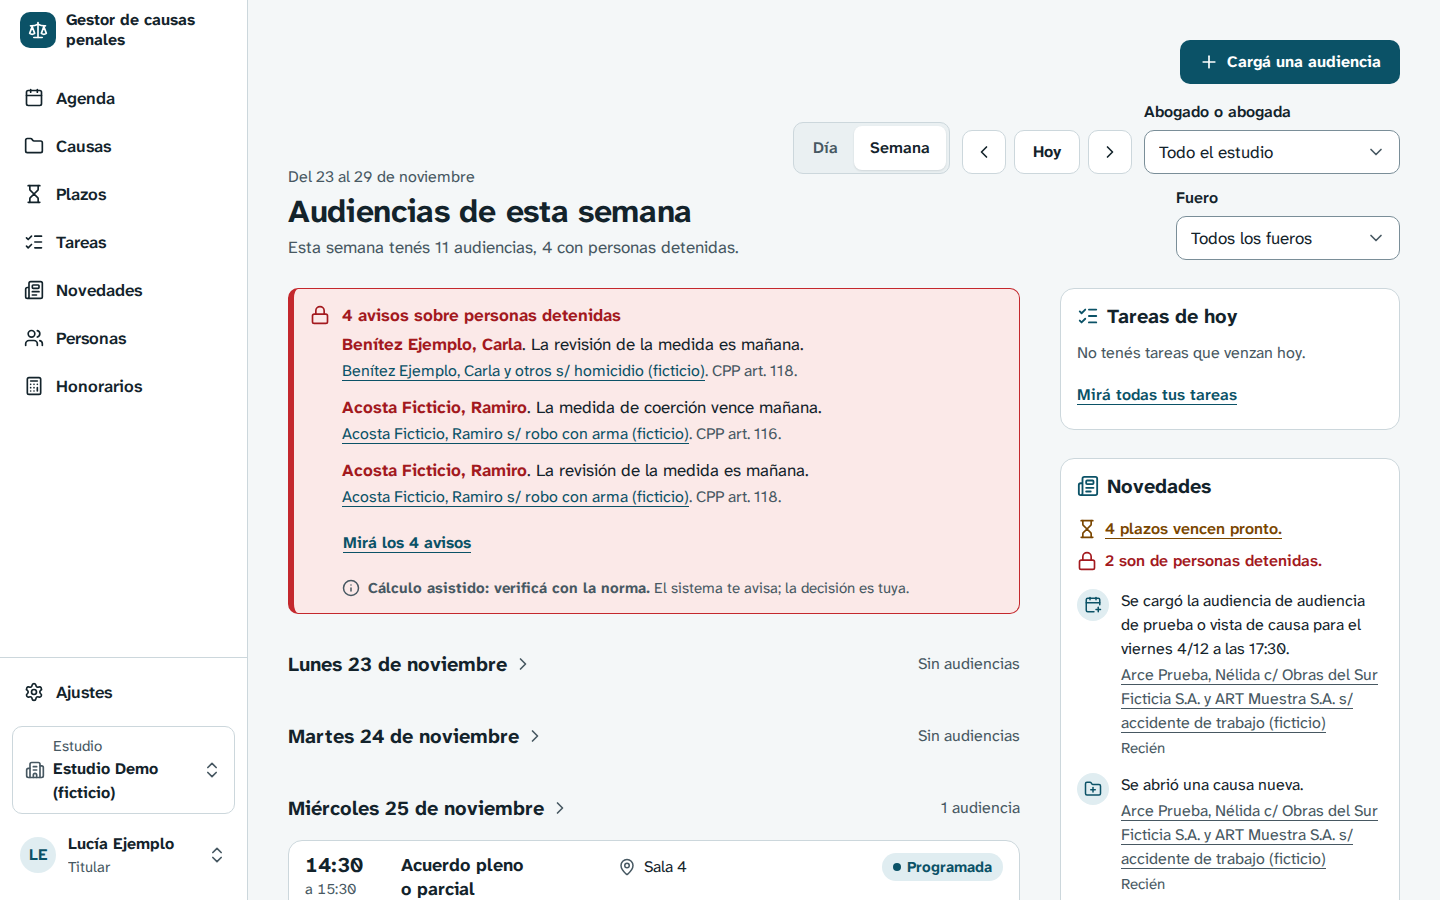 Gestor de causas
penales
Agenda
Causas
Plazos
Tareas
Novedades
Personas
Honorarios
Ajustes
Estudio
Estudio Demo
(ficticio)
LE
Lucía Ejemplo
Titular
Cargá una audiencia
Abogado o abogada
Día
Semana
Hoy
Todo el estudio
Fuero
Todos los fueros
Del 23 al 29 de noviembre
Audiencias de esta semana
Esta semana tenés 11 audiencias, 4 con personas detenidas.
4 avisos sobre personas detenidas
Benítez Ejemplo, Carla. La revisión de la medida es mañana.
Benítez Ejemplo, Carla y otros s/ homicidio (ficticio). CPP art. 118.
Acosta Ficticio, Ramiro. La medida de coerción vence mañana.
Acosta Ficticio, Ramiro s/ robo con arma (ficticio). CPP art. 116.
Acosta Ficticio, Ramiro. La revisión de la medida es mañana.
Acosta Ficticio, Ramiro s/ robo con arma (ficticio). CPP art. 118.
Mirá los 4 avisos
Cálculo asistido: verificá con la norma. El sistema te avisa; la decisión es tuya.
Lunes 23 de noviembre
Sin audiencias
Martes 24 de noviembre
Sin audiencias
Miércoles 25 de noviembre
1 audiencia
14:30
a 15:30
Acuerdo pleno
o parcial
Sala 4
Programada
Tareas de hoy
No tenés tareas que venzan hoy.
Mirá todas tus tareas
Novedades
4 plazos vencen pronto.
2 son de personas detenidas.
Se cargó la audiencia de audiencia
de prueba o vista de causa para el
viernes 4/12 a las 17:30.
Arce Prueba, Nélida c/ Obras del Sur
Ficticia S.A. y ART Muestra S.A. s/
accidente de trabajo (ficticio)
Recién
Se abrió una causa nueva.
Arce Prueba, Nélida c/ Obras del Sur
Ficticia S.A. y ART Muestra S.A. s/
accidente de trabajo (ficticio)
Recién